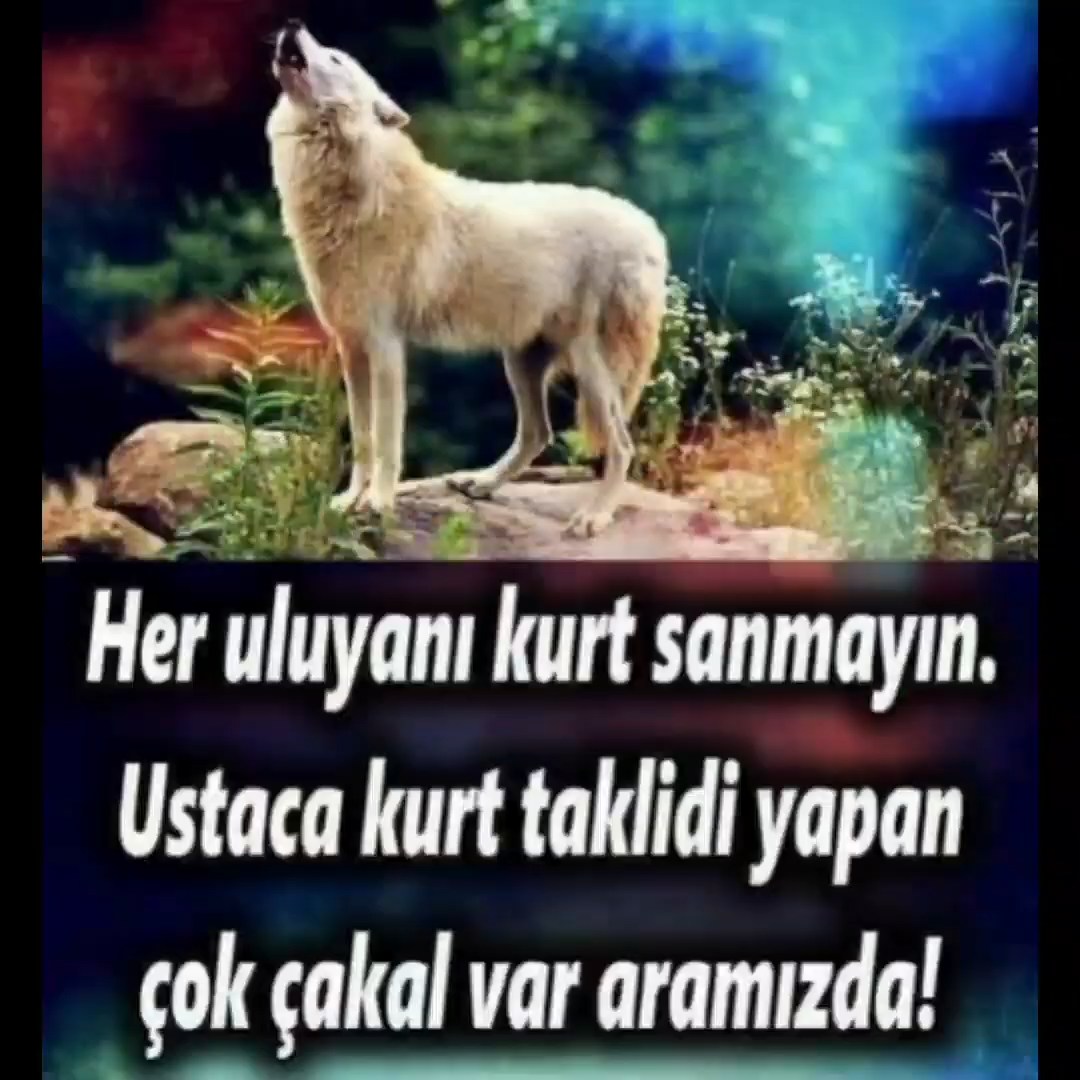 Her uluyanı kurt sanmayın.
Ustaca kurt taklidi yapan
çok çakal var aramızda!